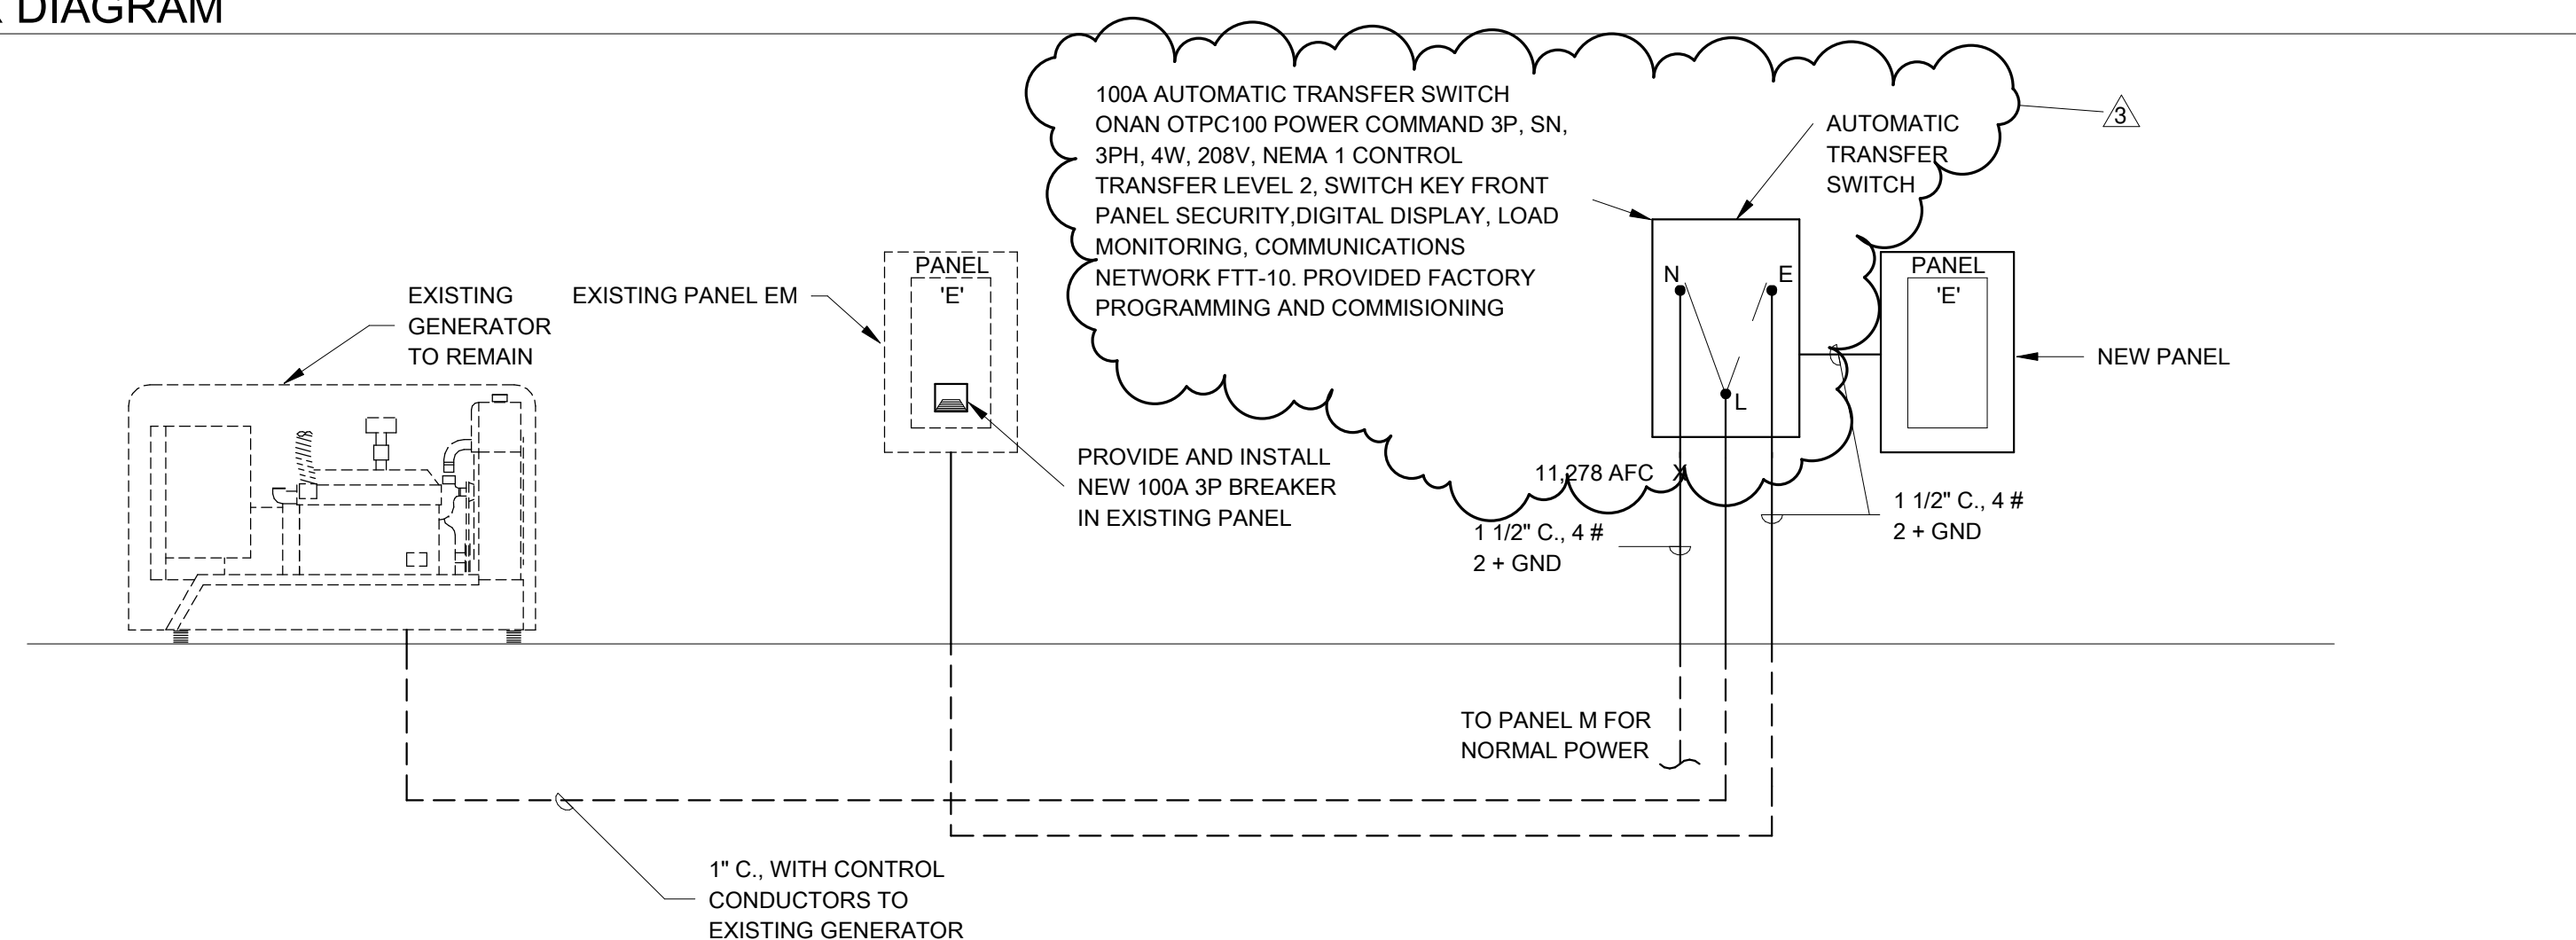 DIAGRAM
100A AUTOMATIC TRANSFER SWITCH
ONAN OTPC100 POWER COMMAND 3P, SN,
3PH, 4W, 208V, NEMA 1 CONTROL
TRANSFER LEVEL 2, SWITCH KEY FRONT
PANEL SECURITY,DIGITAL DISPLAY, LOAD
MONITORING, COMMUNICATIONS
NETWORK FTT-10. PROVIDED FACTORY
PROGRAMMING AND COMMISIONING
AUTOMATIC
TRANSFER
SWITCH
3
EXISTING
GENERATOR
TO REMAIN
EXISTING PANEL EM
PANEL
'E'
N
E
L
PANEL
'E'
NEW PANEL
PROVIDE AND INSTALL
NEW 100A 3P BREAKER
IN EXISTING PANEL
11,278 AFC X
1 1/2" C., 4 #
2 + GND
1 1/2" C., 4 #
2 + GND
TO PANEL M FOR
NORMAL POWER
1" C., WITH CONTROL
CONDUCTORS TO
EXISTING GENERATOR